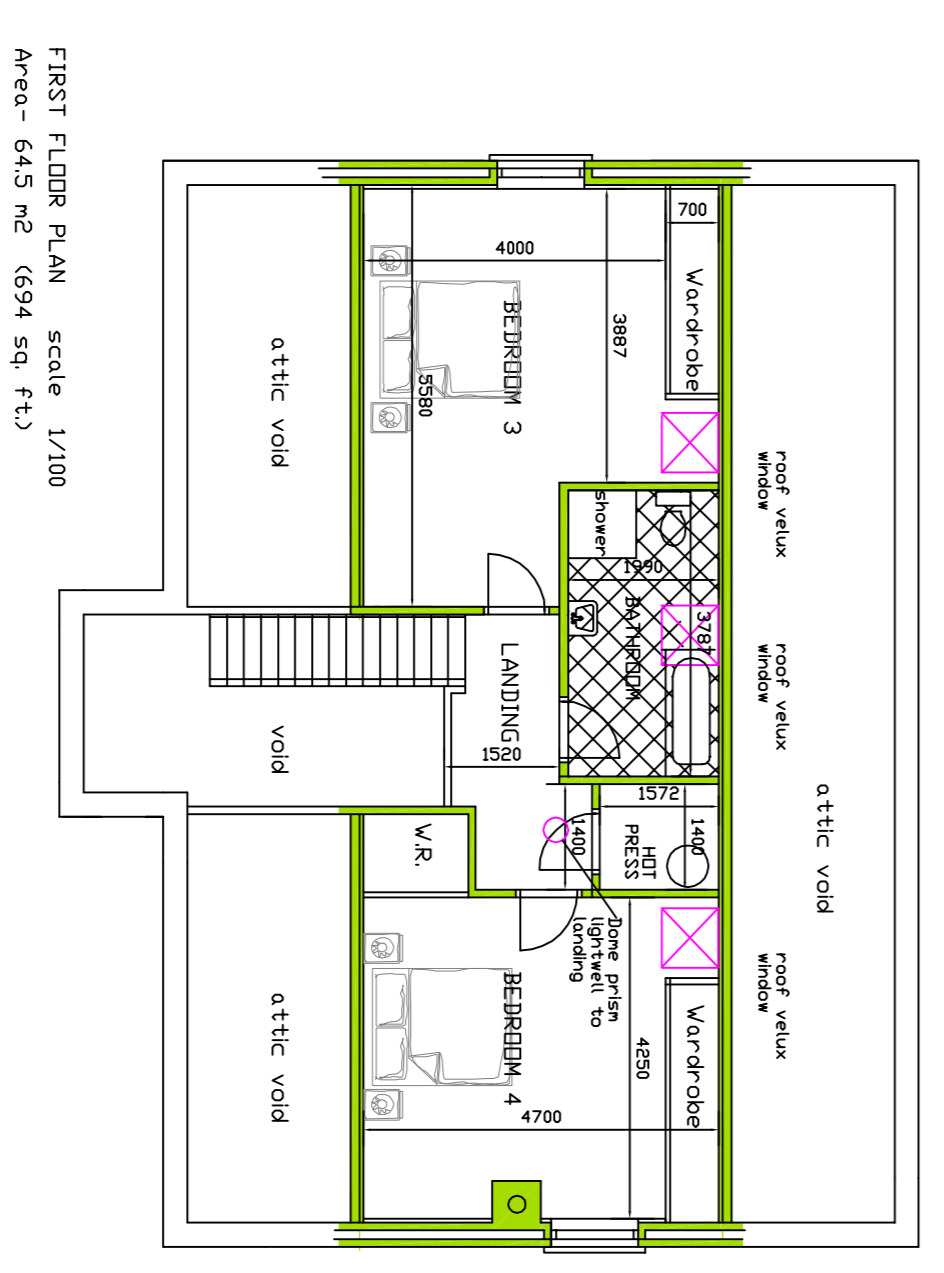 roof velux
window
roof velux
window
roof velux
window
attic void
Wardrobe
700
Wardrobe
4000
3887
5580
BEDROOM 3
shower
1990
BATHROOM
3787
LANDING
1520
1572
1400
HOT
PRESS
1400
Dome prism
lightwell to
landing
W.R.
BEDROOM 4
4250
4700
attic void
void
attic void
FIRST FLOOR PLAN scale 1/100
Area- 64.5 m2 (694 sq. ft.)